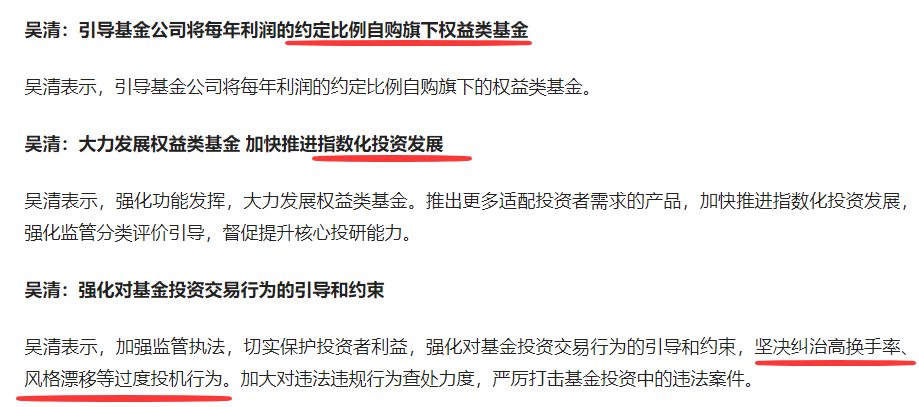 吴清：引导基金公司将每年利润的约定比例自购旗下权益类基金
吴清表示，引导基金公司将每年利润的约定比例自购旗下的权益类基金。
吴清：大力发展权益类基金 加快推进指数化投资发展
吴清表示，强化功能发挥，大力发展权益类基金。推出更多适配投资者需求的产品，加快推进指数化投资发展，
强化监管分类评价引导，督促提升核心投研能力。
吴清：强化对基金投资交易行为的引导和约束
吴清表示，加强监管执法，切实保护投资者利益，强化对基金投资交易行为的引导和约束，坚决纠治高换手率、
风格漂移等过度投机行为。加大对违法违规行为查处力度，严厉打击基金投资中的违法案件。